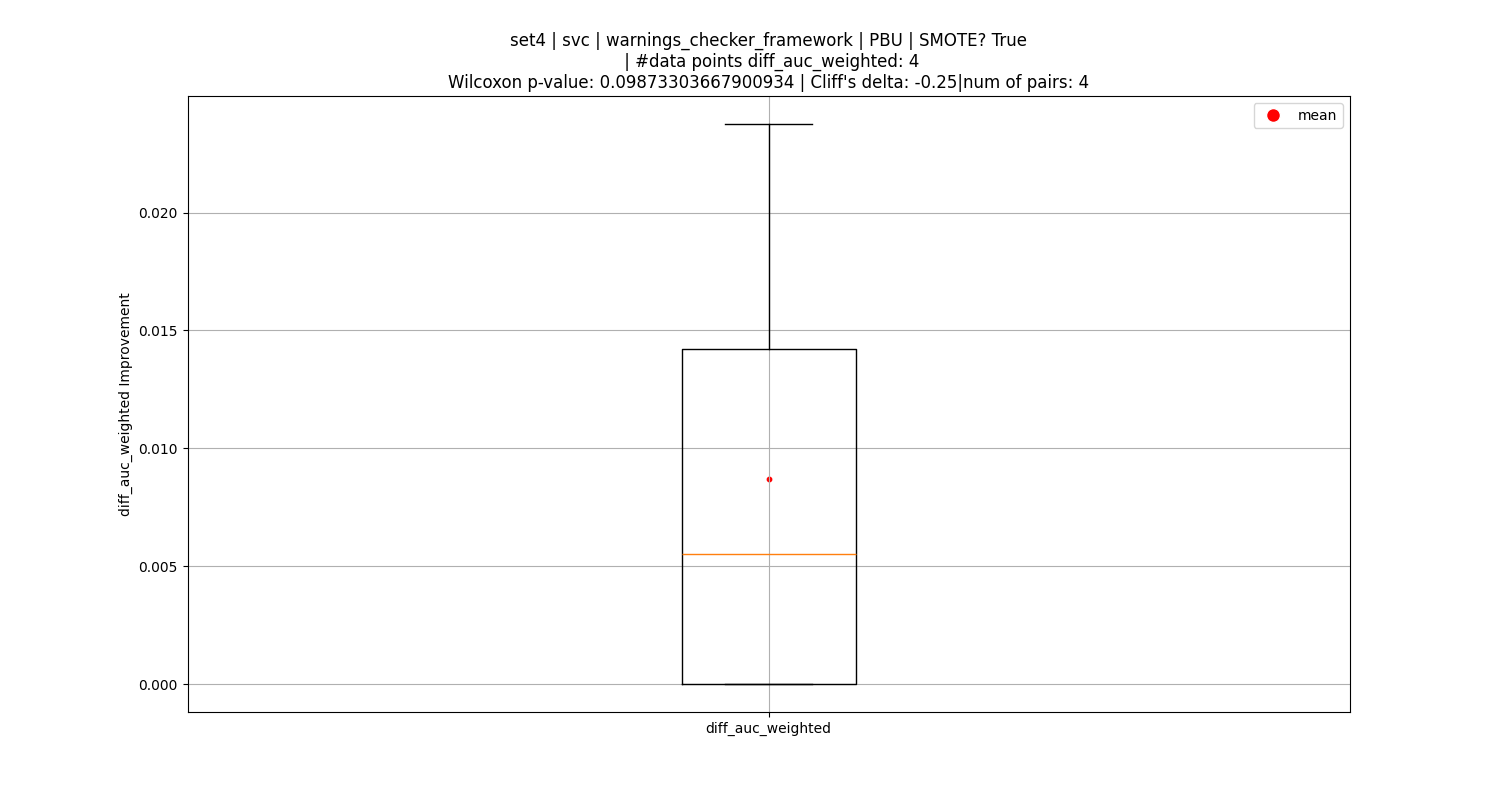 set4 | svc | warnings_checker_framework | PBU | SMOTE? True
| #data points diff_auc_weighted: 4
Wilcoxon p-value: 0.09873303667900934 | Cliff's delta: -0.25|num of pairs: 4
mean
0.020
0.015
0.010
0.005
0.000
diff_auc_weighted Improvement
diff_auc_weighted